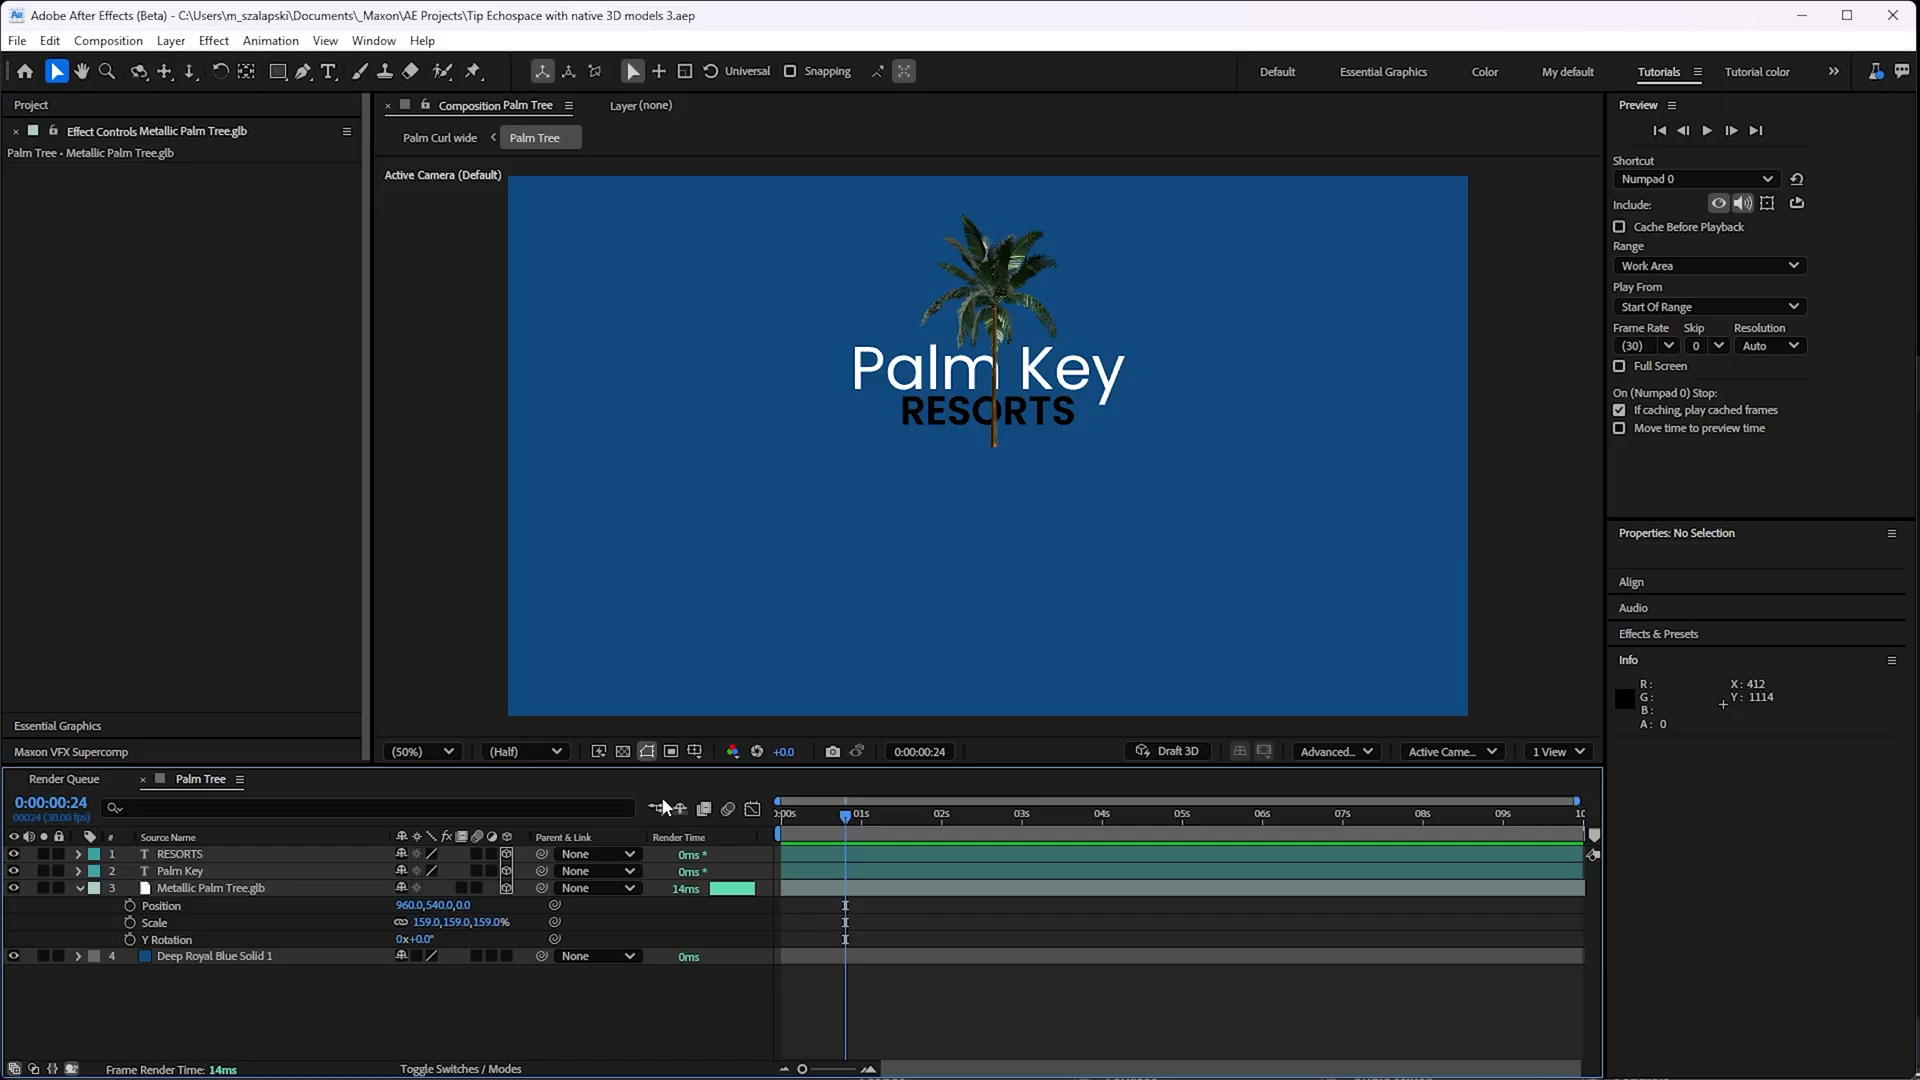 Adobe After Effects (Beta) - C:\Users\m_szalapski\Documents\_Maxon\AE Projects\Tip Echospace with native 3D models 3.aep
File Edit Composition Layer Effect Animation View Window Help
Universal Snapping Default Essential Graphics Color My default Tutorials Tutorial color
Project
Effect Controls Metallic Palm Tree.glb
Palm Tree • Metallic Palm Tree.glb
Essential Graphics
Maxon VFX Supercomp
Composition Palm Tree Layer (none)
Palm Curl wide Palm Tree
Active Camera (Default)
Palm Key
RESORTS
(50%) (Half) +0.0 0:00:00:24 Draft 3D Advanced... Active Came... 1 View
Preview
Shortcut
Numpad 0
Include:
Cache Before Playback
Range
Work Area
Play From
Start Of Range
Frame Rate Skip Resolution
(30) 0 Auto
Full Screen
On (Numpad 0) Stop:
If caching, play cached frames
Move time to preview time
Properties: No Selection
Align
Audio
Effects & Presets
Info
R: X: 412
G: Y: 1114
B:
A: 0
Render Queue Palm Tree
0:00:00:24
00024 (30.00 fps)
# Source Name fx Parent & Link Render Time
1 T RESORTS None 0ms *
2 T Palm Key None 0ms *
3 Metallic Palm Tree.glb None 14ms
Position 960.0,540.0,0.0
Scale 159.0,159.0,159.0%
Y Rotation 0x+0.0°
4 Deep Royal Blue Solid 1 None 0ms
01s 02s 03s 04s 05s 06s 07s 08s 09s
Frame Render Time: 14ms Toggle Switches / Modes